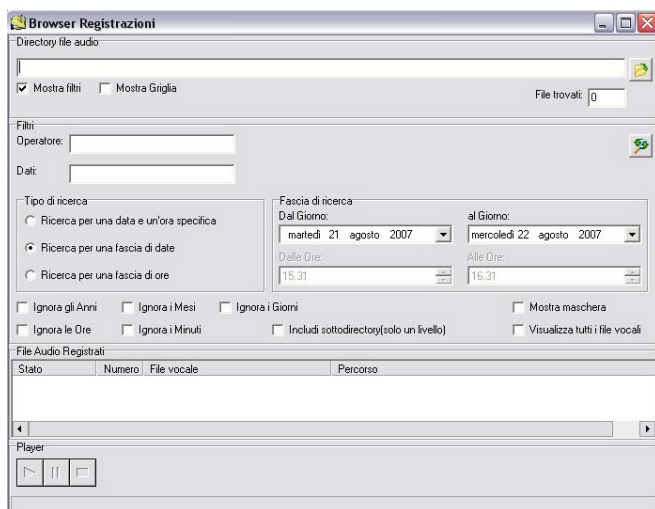 Browser Registrazioni
Directory file audio
Mostra filtri Mostra Griglia
File trovati: 0
Filtri
Operatore:
Dati:
Tipo di ricerca
Ricerca per una data e un'ora specifica
Ricerca per una fascia di date
Ricerca per una fascia di ore
Fascia di ricerca
Dal Giorno: al Giorno:
martedì 21 agosto 2007 mercoledì 22 agosto 2007
Dalle Ore: Alle Ore:
15.31 16.31
Ignora gli Anni Ignora i Mesi Ignora i Giorni Mostra maschera
Ignora le Ore Ignora i Minuti Includi sottodirectory(solo un livello) Visualizza tutti i file vocali
File Audio Registrati
Stato Numero File vocale Percorso
Player